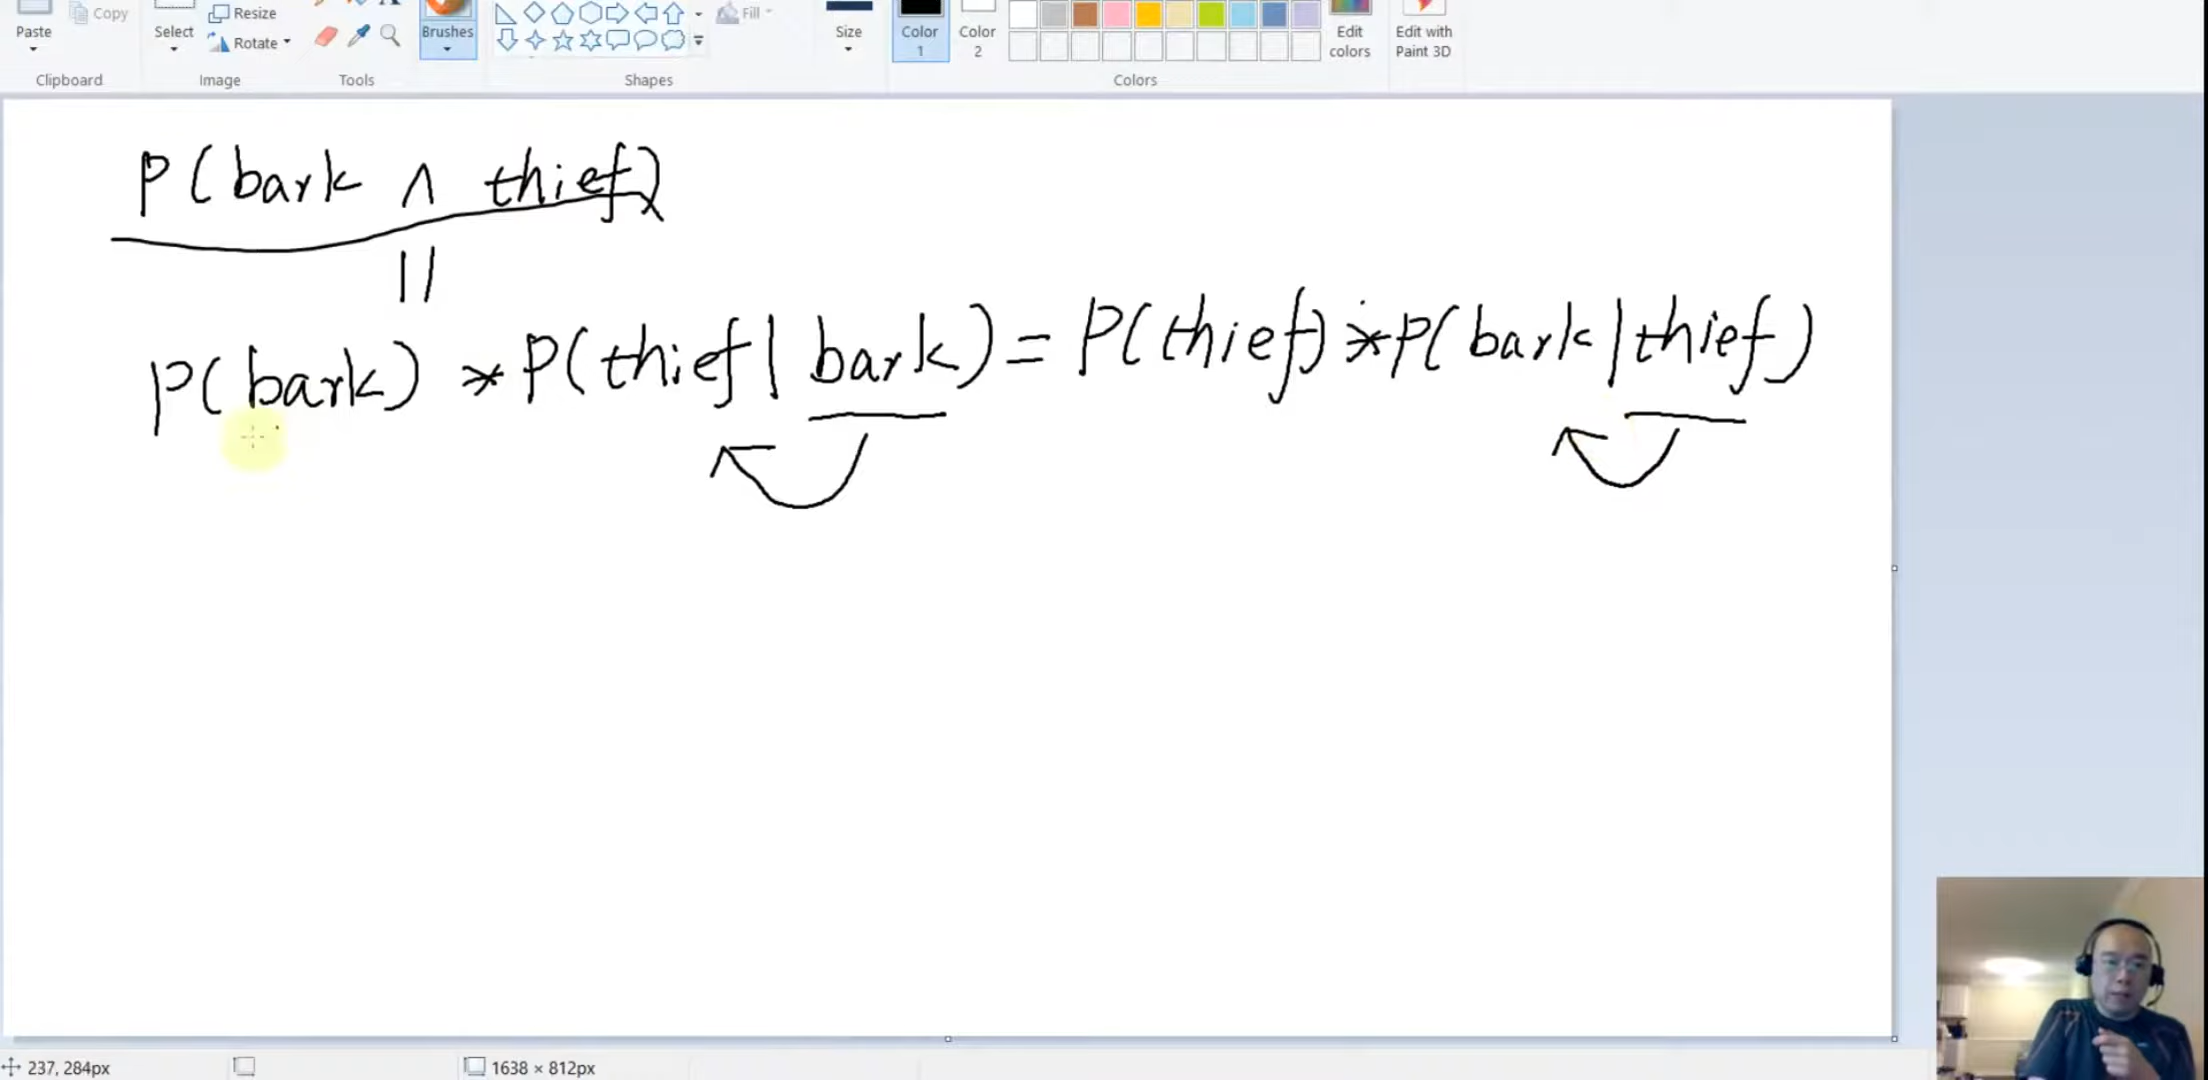 Copy
Resize
Fill
Paste
Select
Rotate
Brushes
Size
Color 1
Color 2
Edit colors
Edit with Paint 3D
Clipboard
Image
Tools
Shapes
Colors
P(bark ∧ thief)
||
P(bark) * P(thief | bark) = P(thief) * P(bark | thief)
237, 284px
1638 × 812px